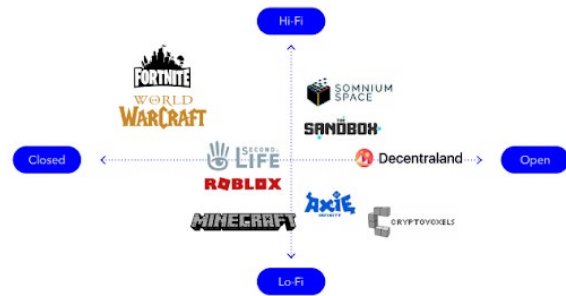 Hi-Fi
FORTNITE
WORLD
WARCRAFT
SOMNIUM
SPACE
THE
SANDBOX
Closed
SECOND
LIFE
Decentraland
Open
ROBLOX
MINECRAFT
AXIE
INFINITY
CRYPTOVOXELS
Lo-Fi